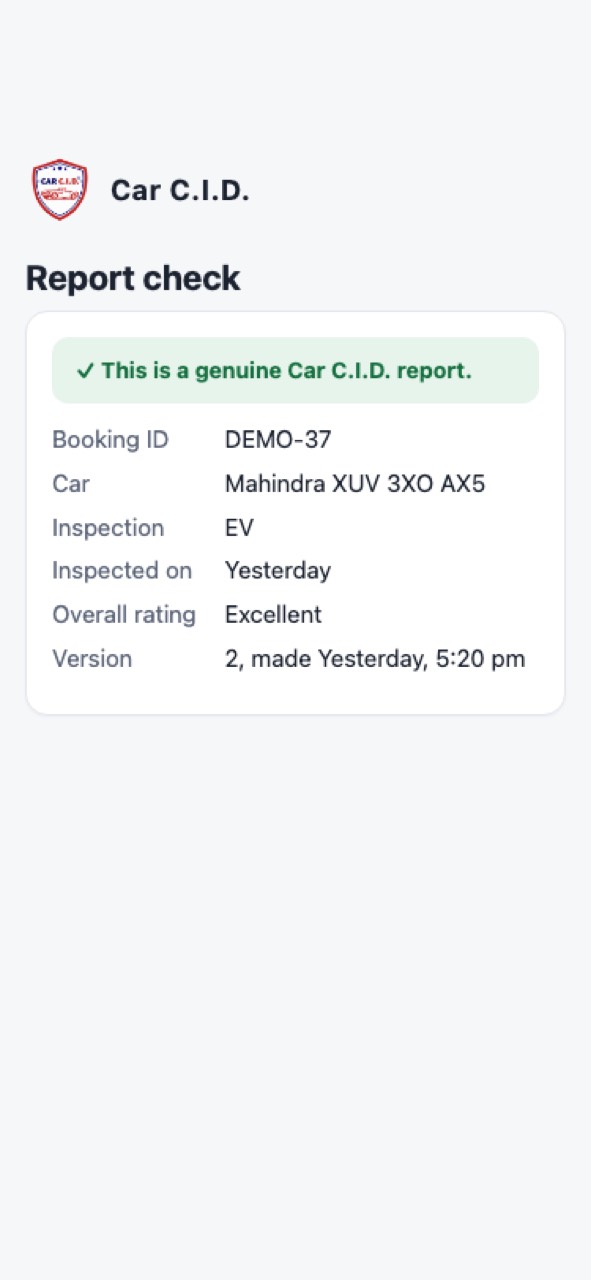 CAR C.I.D.
Car C.I.D.
Report check
✓ This is a genuine Car C.I.D. report.
Booking ID DEMO-37
Car Mahindra XUV 3XO AX5
Inspection EV
Inspected on Yesterday
Overall rating Excellent
Version 2, made Yesterday, 5:20 pm